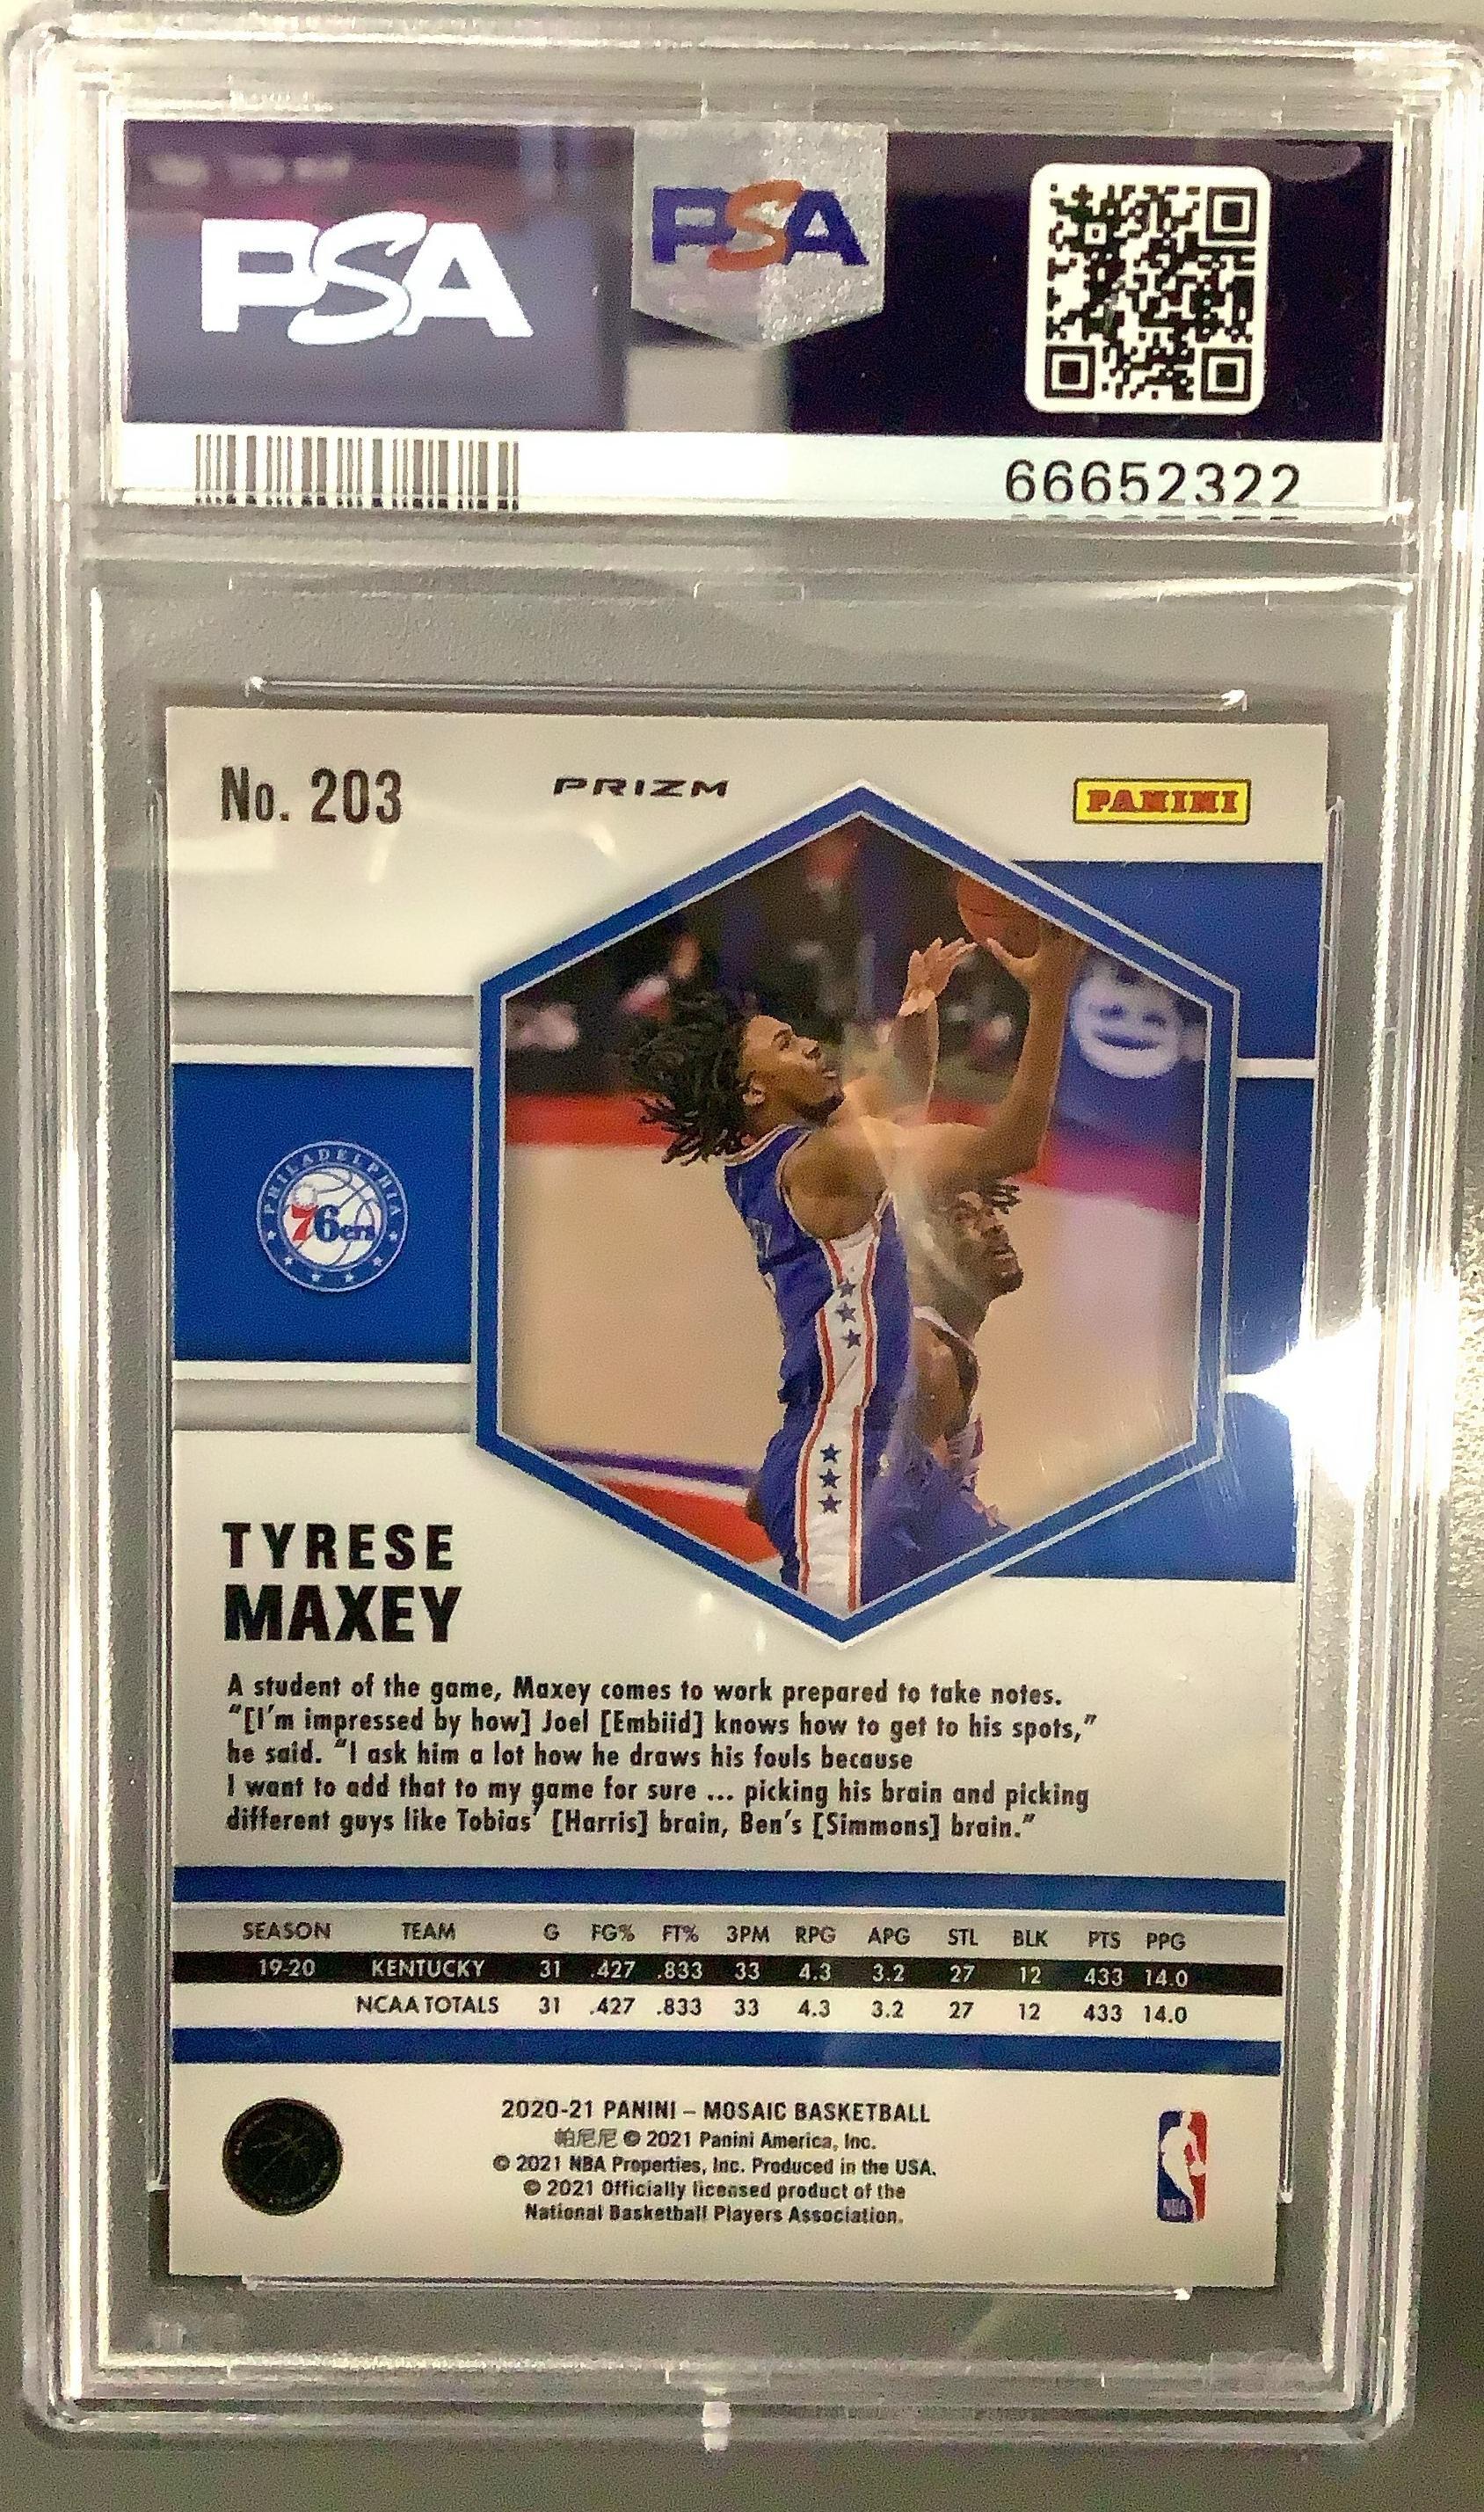 PSA
PSA
66652322
No. 203
PRIZM
PANINI
PHILADELPHIA
76ers
TYRESE
MAXEY
A student of the game, Maxey comes to work prepared to take notes.
“[I’m impressed by how] Joel [Embiid] knows how to get to his spots,”
he said. “I ask him a lot how he draws his fouls because
I want to add that to my game for sure ... picking his brain and picking
different guys like Tobias’ [Harris] brain, Ben’s [Simmons] brain.”
SEASON TEAM G FG% FT% 3PM RPG APG STL BLK PTS PPG
19-20 KENTUCKY 31 .427 .833 33 4.3 3.2 27 12 433 14.0
NCAA TOTALS 31 .427 .833 33 4.3 3.2 27 12 433 14.0
2020-21 PANINI – MOSAIC BASKETBALL
帕尼尼 © 2021 Panini America, Inc.
© 2021 NBA Properties, Inc. Produced in the USA.
© 2021 Officially licensed product of the
National Basketball Players Association.
NBA